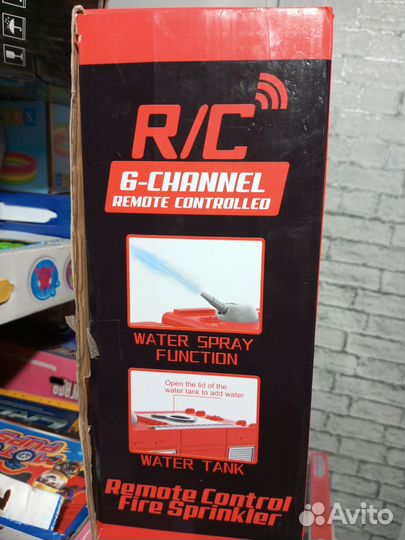 R/C
6-CHANNEL
REMOTE CONTROLLED
WATER SPRAY
FUNCTION
Open the lid of the
water tank to add water
WATER TANK
Remote Control
Fire Sprinkler
Avito